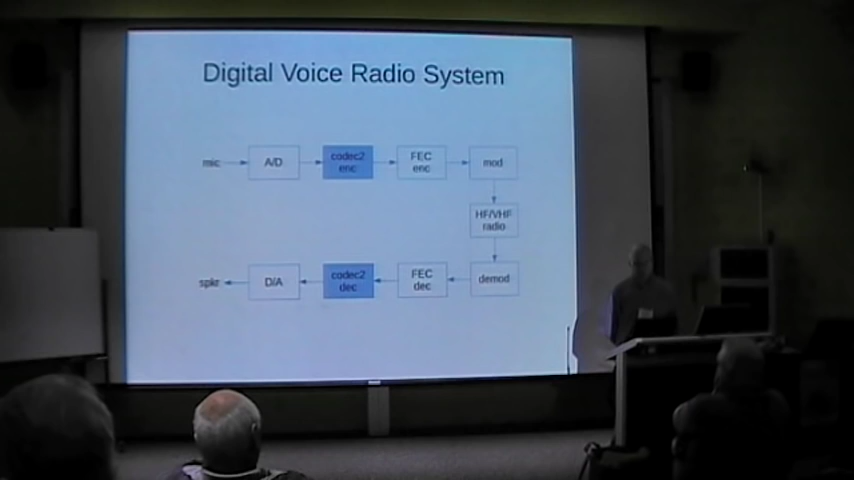 Digital Voice Radio System
mic
A/D
codec2
enc
FEC
enc
mod
HF/VHF
radio
spkr
D/A
codec2
dec
FEC
dec
demod